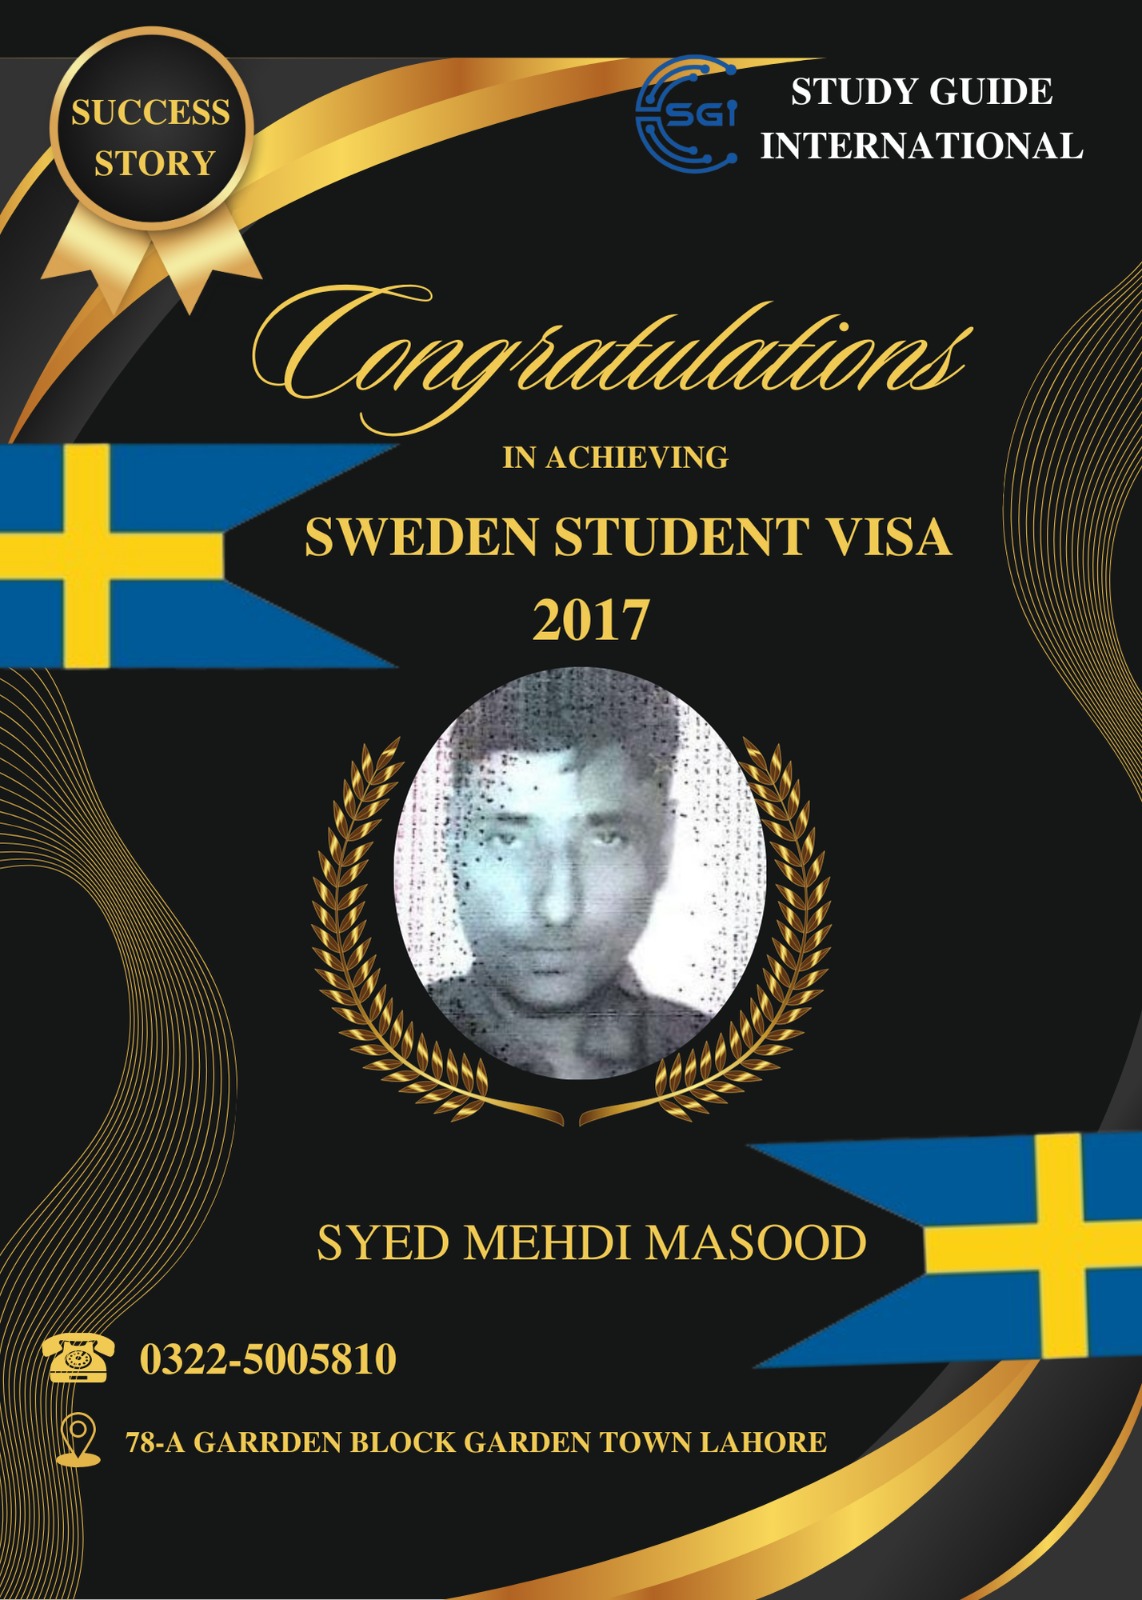 SUCCESS
STORY
SGI
STUDY GUIDE
INTERNATIONAL
Congratulations
IN ACHIEVING
SWEDEN STUDENT VISA
2017
SYED MEHDI MASOOD
0322-5005810
78-A GARRDEN BLOCK GARDEN TOWN LAHORE